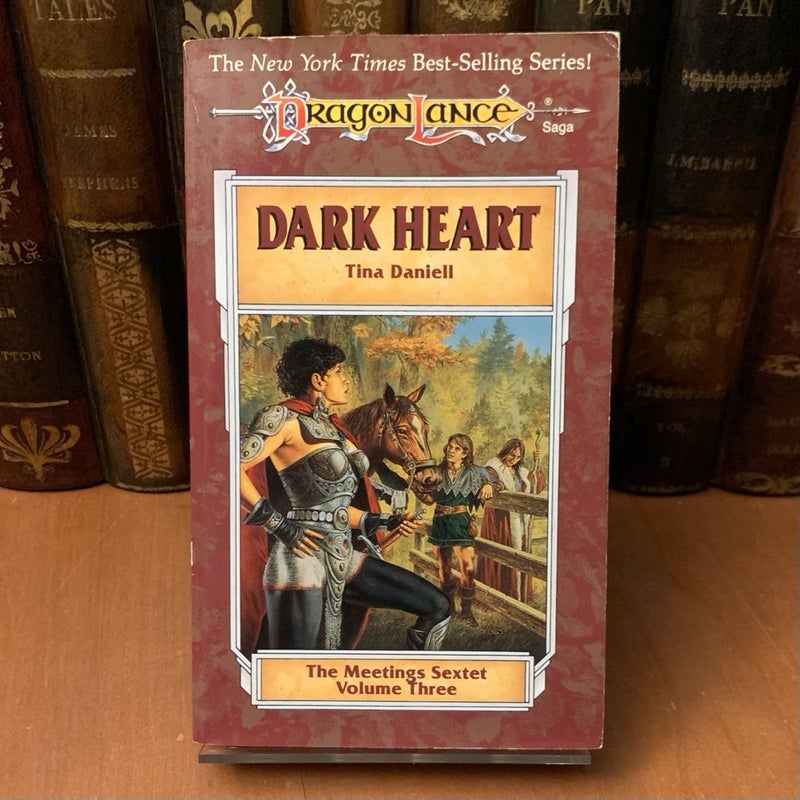 The New York Times Best-Selling Series!
DRAGONLANCE®
Saga
DARK HEART
Tina Daniell
The Meetings Sextet
Volume Three
TALES
JAMES
STEPHENS
PAN
PAN
J.M. BARRIE
VOL